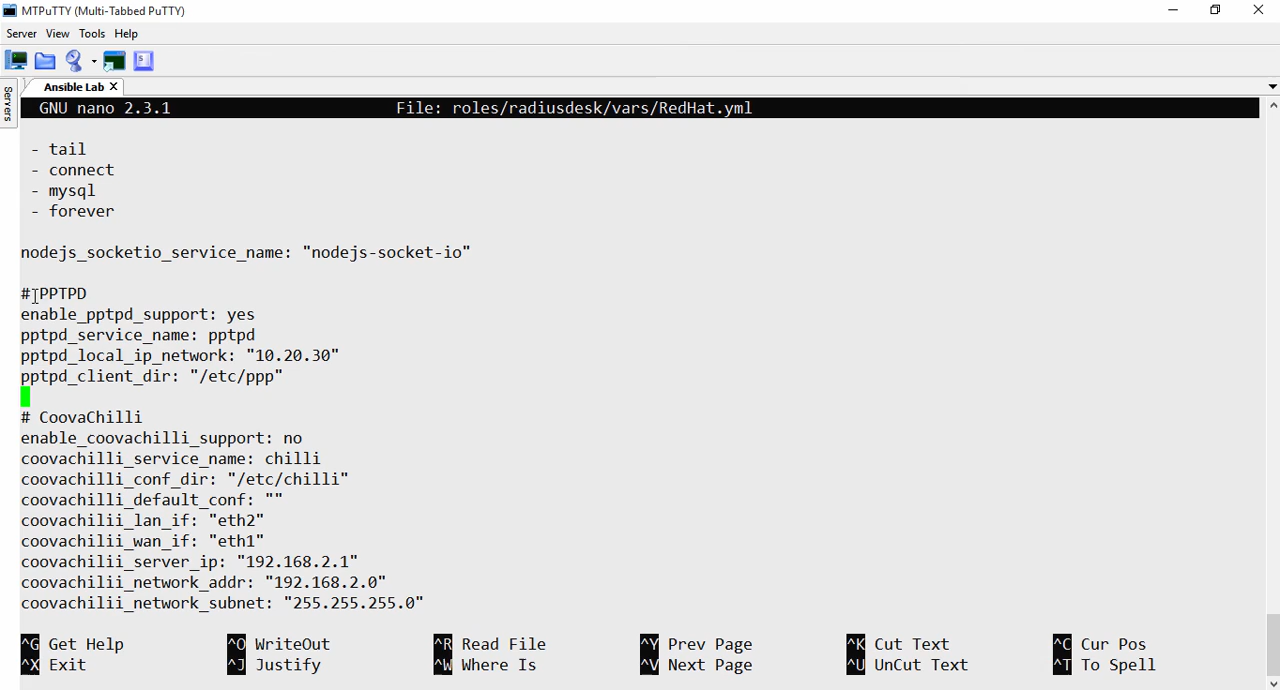 MTPuTTY (Multi-Tabbed PuTTY)
Server View Tools Help
Servers
Ansible Lab X
GNU nano 2.3.1 File: roles/radiusdesk/vars/RedHat.yml
- tail
- connect
- mysql
- forever
nodejs_socketio_service_name: "nodejs-socket-io"
# PPTPD
enable_pptpd_support: yes
pptpd_service_name: pptpd
pptpd_local_ip_network: "10.20.30"
pptpd_client_dir: "/etc/ppp"
# CoovaChilli
enable_coovachilli_support: no
coovachilli_service_name: chilli
coovachilli_conf_dir: "/etc/chilli"
coovachilli_default_conf: ""
coovachilii_lan_if: "eth2"
coovachilii_wan_if: "eth1"
coovachilii_server_ip: "192.168.2.1"
coovachilii_network_addr: "192.168.2.0"
coovachilii_network_subnet: "255.255.255.0"
^G Get Help ^O WriteOut ^R Read File ^Y Prev Page ^K Cut Text ^C Cur Pos
^X Exit ^J Justify ^W Where Is ^V Next Page ^U UnCut Text ^T To Spell